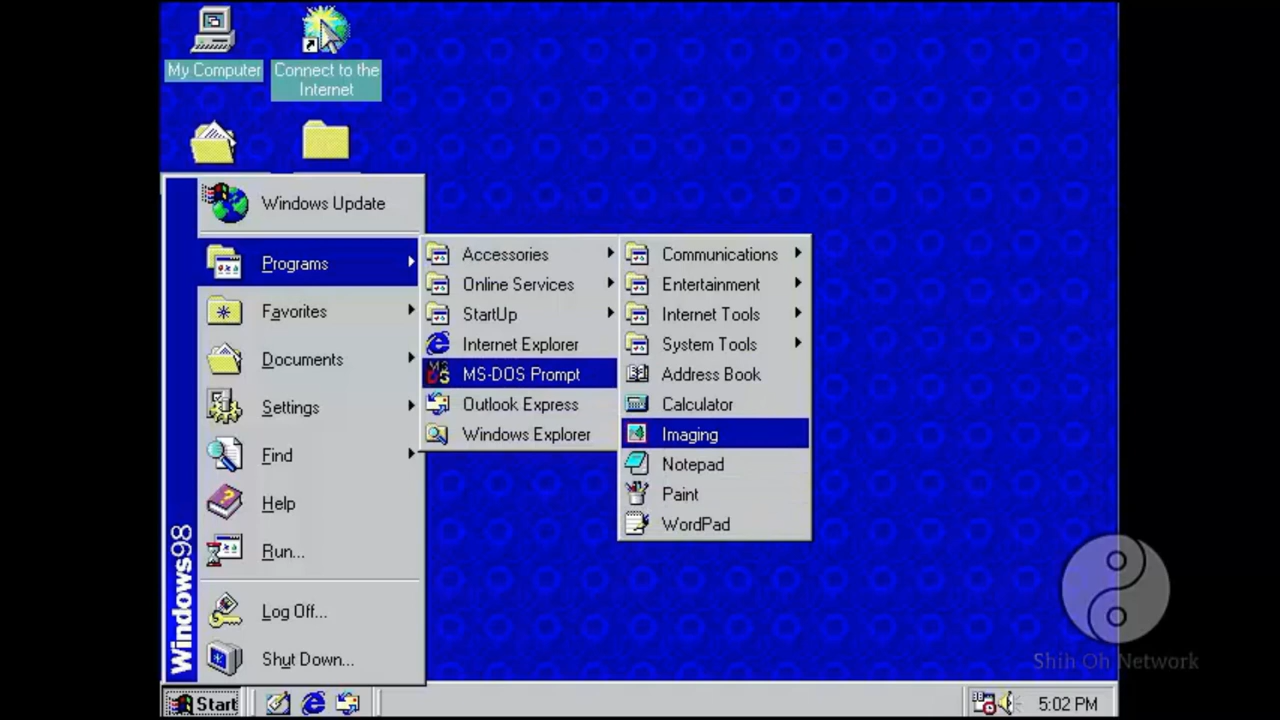 My Computer
Connect to the
Internet
Windows Update
Programs
Favorites
Documents
Settings
Find
Help
Run...
Log Off...
Shut Down...
Windows98
Accessories
Online Services
StartUp
Internet Explorer
MS-DOS Prompt
Outlook Express
Windows Explorer
Communications
Entertainment
Internet Tools
System Tools
Address Book
Calculator
Imaging
Notepad
Paint
WordPad
Shih Oh Network
Start
5:02 PM